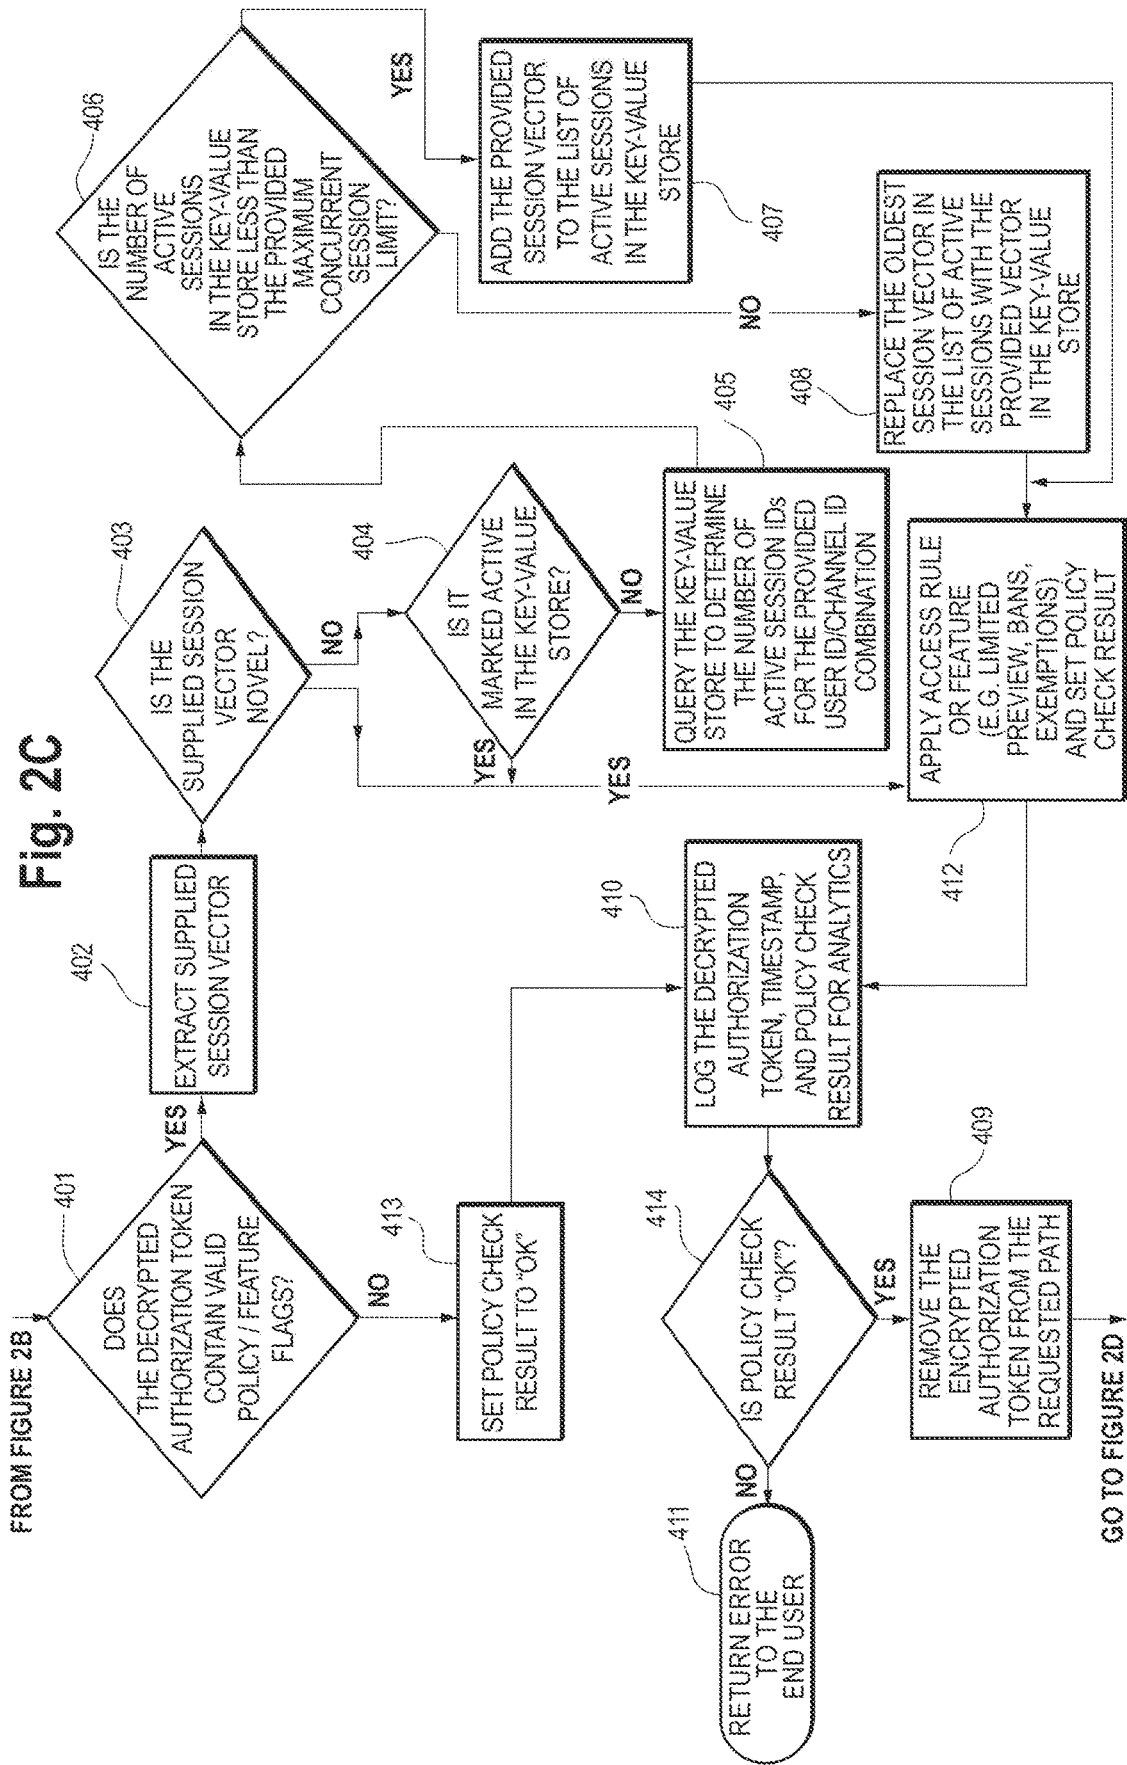 Fig. 2C
FROM FIGURE 2B
401
DOES
THE DECRYPTED
AUTHORIZATION TOKEN
CONTAIN VALID
POLICY / FEATURE
FLAGS?
YES
NO
402
EXTRACT SUPPLIED
SESSION VECTOR
403
IS THE
SUPPLIED SESSION
VECTOR
NOVEL?
NO
YES
404
IS IT
MARKED ACTIVE
IN THE KEY-VALUE
STORE?
YES
NO
405
QUERY THE KEY-VALUE
STORE TO DETERMINE
THE NUMBER OF
ACTIVE SESSION IDs
FOR THE PROVIDED
USER ID/CHANNEL ID
COMBINATION
406
IS THE
NUMBER OF
ACTIVE
SESSIONS
IN THE KEY-VALUE
STORE LESS THAN
THE PROVIDED
MAXIMUM
CONCURRENT
SESSION
LIMIT?
YES
NO
ADD THE PROVIDED
SESSION VECTOR
TO THE LIST OF
ACTIVE SESSIONS
IN THE KEY-VALUE
STORE
407
408
REPLACE THE OLDEST
SESSION VECTOR IN
THE LIST OF ACTIVE
SESSIONS WITH THE
PROVIDED VECTOR
IN THE KEY-VALUE
STORE
APPLY ACCESS RULE
OR FEATURE
(E.G. LIMITED
PREVIEW, BANS,
EXEMPTIONS)
AND SET POLICY
CHECK RESULT
412
413
SET POLICY CHECK
RESULT TO "OK"
410
LOG THE DECRYPTED
AUTHORIZATION
TOKEN, TIMESTAMP,
AND POLICY CHECK
RESULT FOR ANALYTICS
414
IS POLICY CHECK
RESULT "OK"?
NO
YES
411
RETURN ERROR
TO THE
END USER
409
REMOVE THE
ENCRYPTED
AUTHORIZATION
TOKEN FROM THE
REQUESTED PATH
GO TO FIGURE 2D